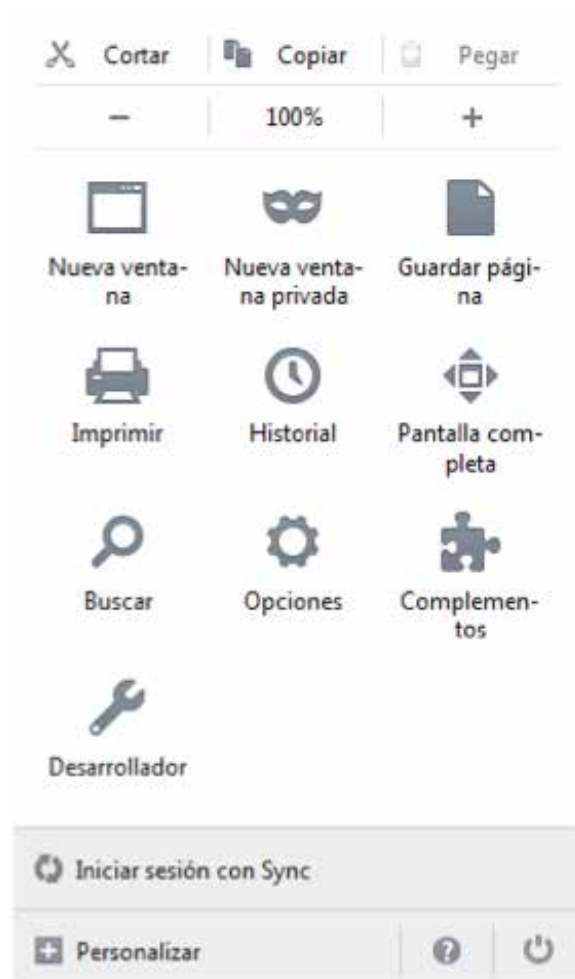 Cortar Copiar Pegar
− 100% +
Nueva venta- Nueva venta- Guardar pági-
na na privada na
Imprimir Historial Pantalla com-
pleta
Buscar Opciones Complemen-
tos
Desarrollador
Iniciar sesión con Sync
Personalizar ?